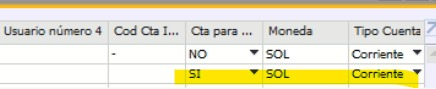 Usuario número 4 Cod Cta I... Cta para ... Moneda Tipo Cuenta
- NO SOL Corriente
SI SOL Corriente